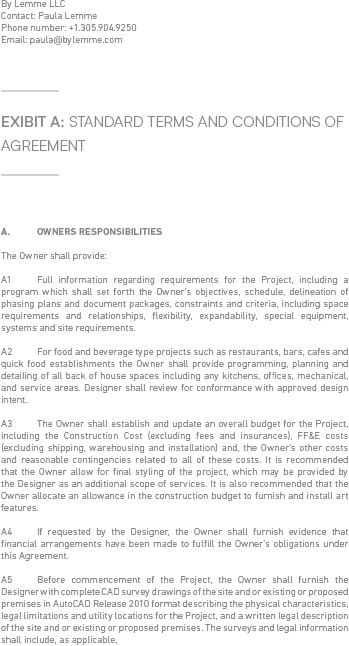 By Lemme LLC
Contact: Paula Lemme
Phone number: +1.305.904.9250
Email: paula@bylemme.com
EXIBIT A: STANDARD TERMS AND CONDITIONS OF
AGREEMENT
A. OWNERS RESPONSIBILITIES
The Owner shall provide:
A1 Full information regarding requirements for the Project, including a
program which shall set forth the Owner's objectives, schedule, delineation of
phasing plans and document packages, constraints and criteria, including space
requirements and relationships, flexibility, expandability, special equipment,
systems and site requirements.
A2 For food and beverage type projects such as restaurants, bars, cafes and
quick food establishments the Owner shall provide programming, planning and
detailing of all back of house spaces including any kitchens, offices, mechanical,
and service areas. Designer shall review for conformance with approved design
intent.
A3 The Owner shall establish and update an overall budget for the Project,
including the Construction Cost (excluding fees and insurances), FF&E costs
(excluding shipping, warehousing and installation) and, the Owner's other costs
and reasonable contingencies related to all of these costs. It is recommended
that the Owner allow for final styling of the project, which may be provided by
the Designer as an additional scope of services. It is also recommended that the
Owner allocate an allowance in the construction budget to furnish and install art
features.
A4 If requested by the Designer, the Owner shall furnish evidence that
financial arrangements have been made to fulfill the Owner's obligations under
this Agreement.
A5 Before commencement of the Project, the Owner shall furnish the
Designer with complete CAD survey drawings of the site and or existing or proposed
premises in AutoCAD Release 2010 format describing the physical characteristics,
legal limitations and utility locations for the Project, and a written legal description
of the site and or existing or proposed premises. The surveys and legal information
shall include, as applicable,